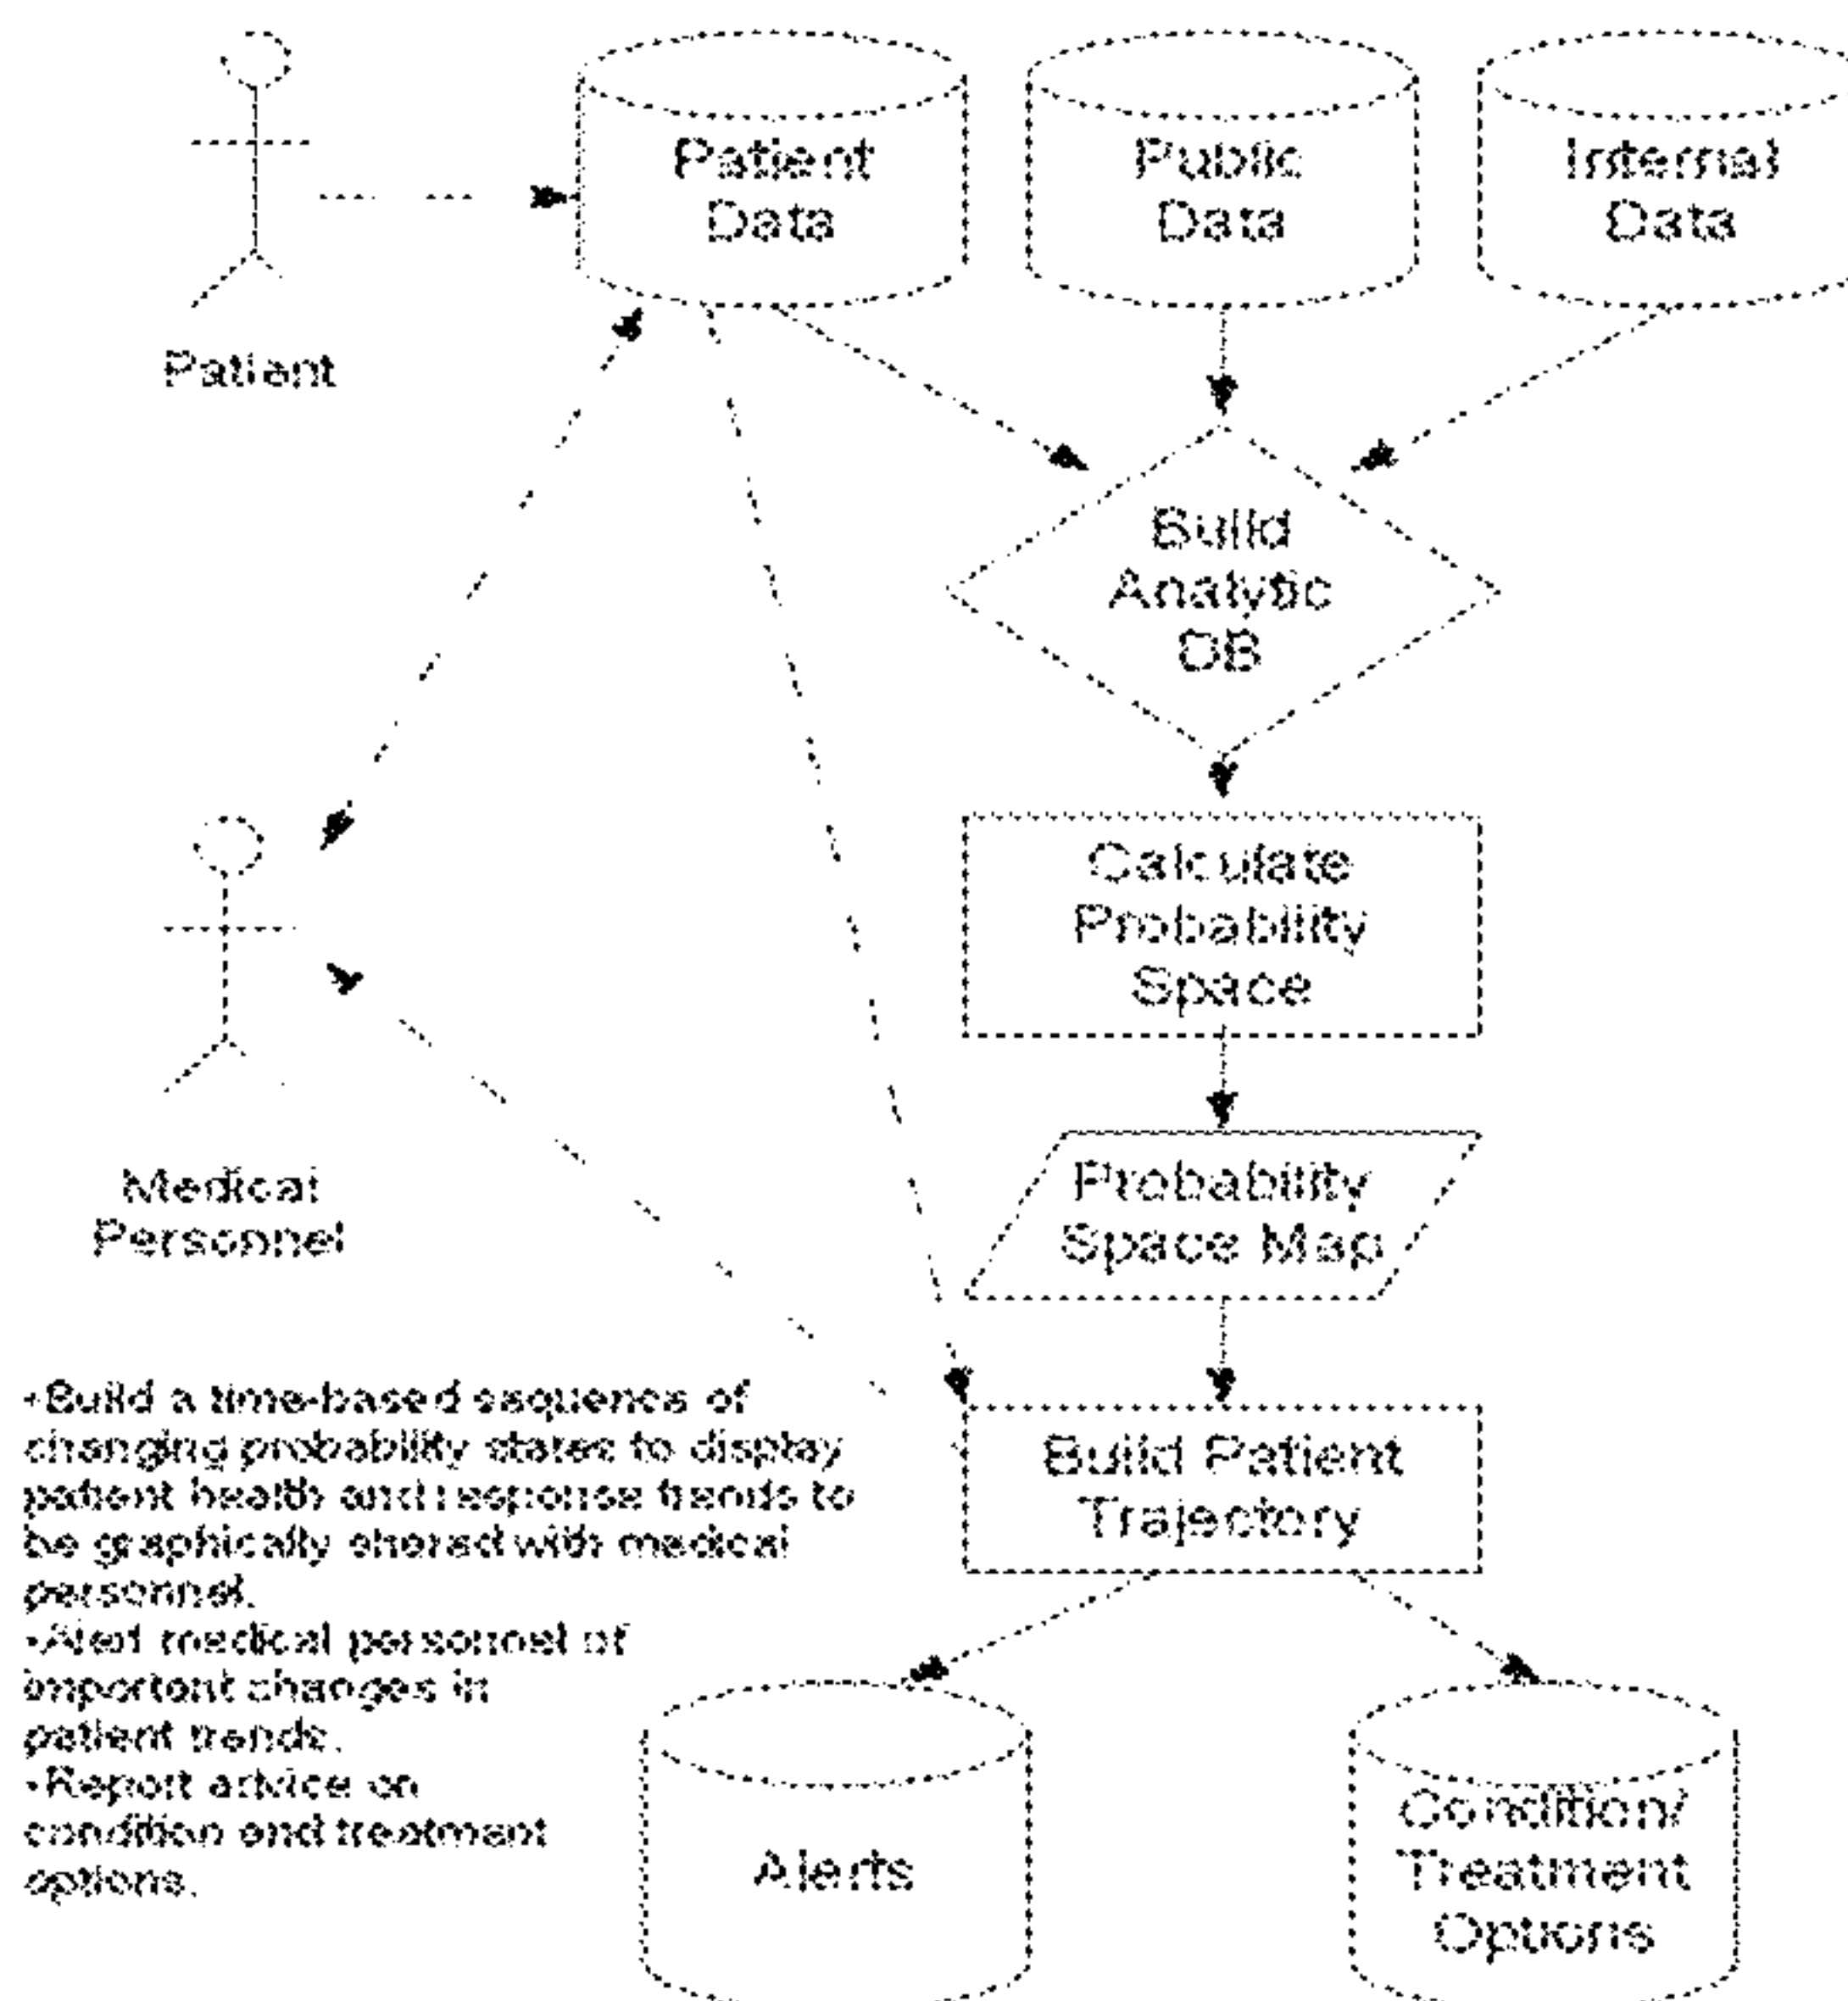 Patient
Data
Public
Data
Internal
Data
Patient
Build
Analytic
DB
Calculate
Probability
Space
Medical
Personnel
Probability
Space Map
Build Patient
Trajectory
•Build a time-based sequence of
changing probability states to display
patient health and response trends to
be graphically shared with medical
personnel.
•Alert medical personnel of
important changes in
patient trends.
•Report advice on
condition and treatment
options.
Alerts
Condition/
Treatment
Options